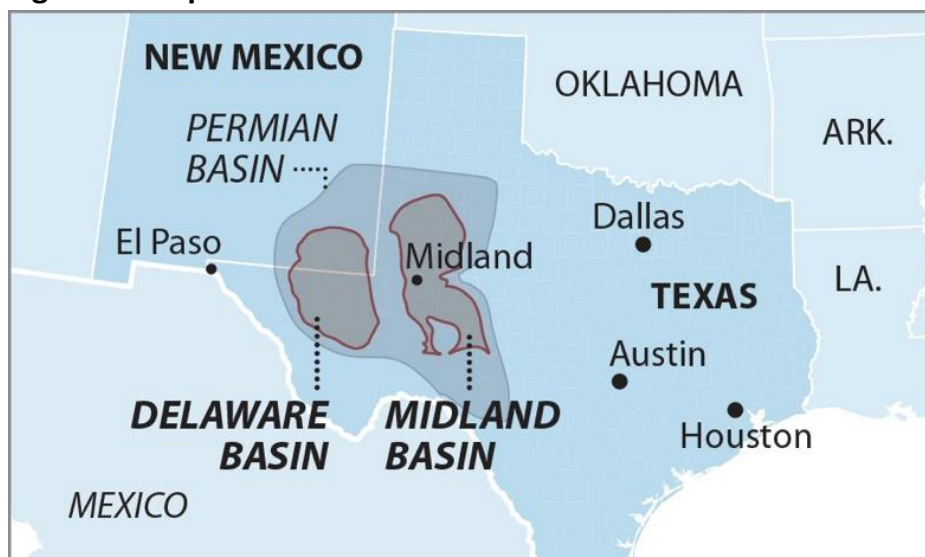 NEW MEXICO
OKLAHOMA
PERMIAN
BASIN
ARK.
El Paso
Midland
Dallas
TEXAS
LA.
Austin
DELAWARE
BASIN
MIDLAND
BASIN
Houston
MEXICO